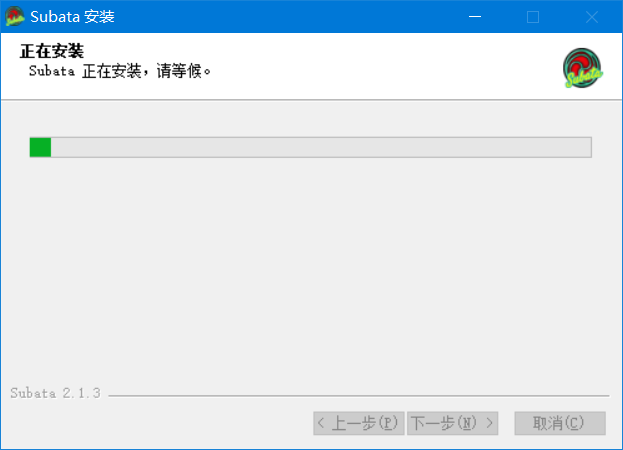 Subata 安装
正在安装
Subata 正在安装，请等候。
Subata
Subata 2.1.3
< 上一步(P) 下一步(N) > 取消(C)